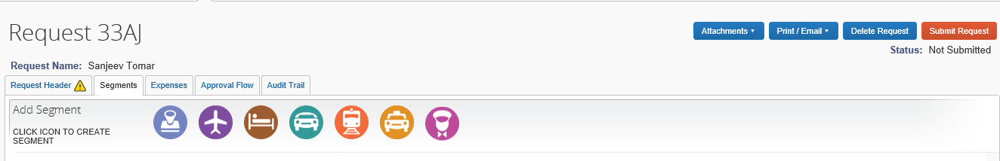 Request 33AJ
Attachments Print / Email Delete Request Submit Request
Status: Not Submitted
Request Name: Sanjeev Tomar
Request Header Segments Expenses Approval Flow Audit Trail
Add Segment
CLICK ICON TO CREATE
SEGMENT